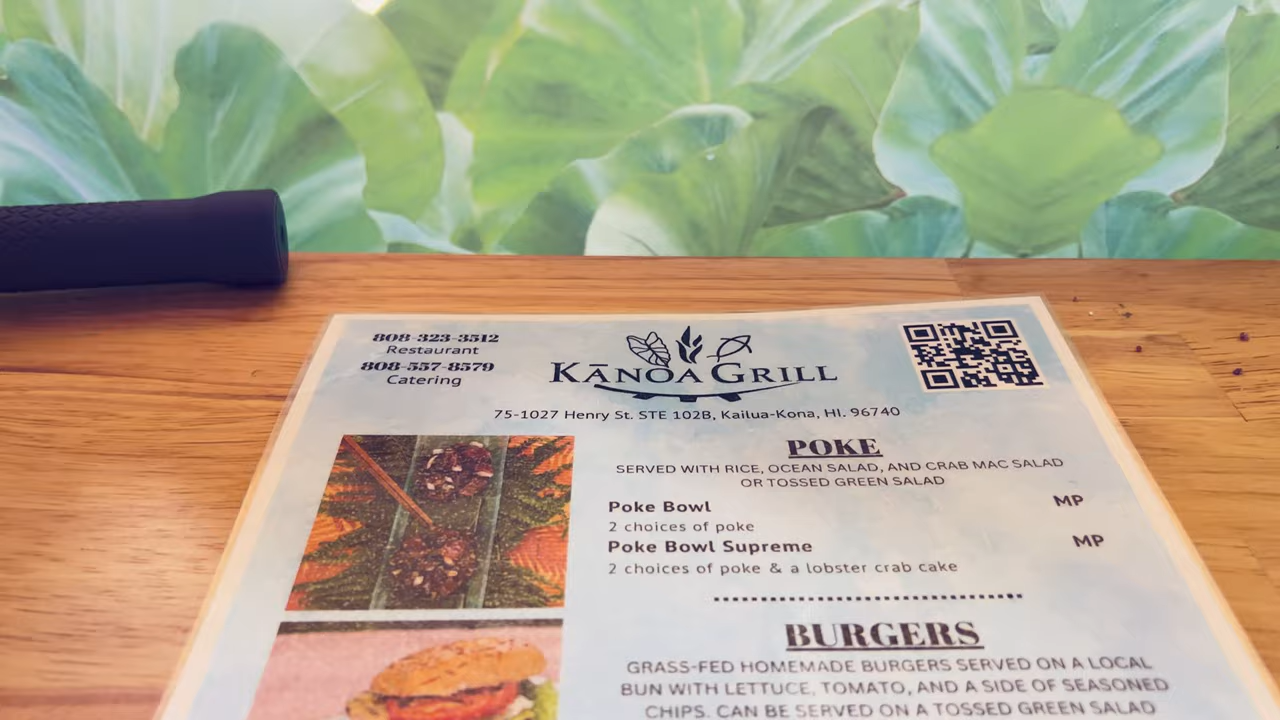 808-323-3512
Restaurant
808-557-8579
Catering
KĀNOA GRILL
75-1027 Henry St. STE 102B, Kailua-Kona, HI. 96740
POKE
SERVED WITH RICE, OCEAN SALAD, AND CRAB MAC SALAD
OR TOSSED GREEN SALAD
Poke Bowl MP
2 choices of poke
Poke Bowl Supreme MP
2 choices of poke & a lobster crab cake
BURGERS
GRASS-FED HOMEMADE BURGERS SERVED ON A LOCAL
BUN WITH LETTUCE, TOMATO, AND A SIDE OF SEASONED
CHIPS. CAN BE SERVED ON A TOSSED GREEN SALAD